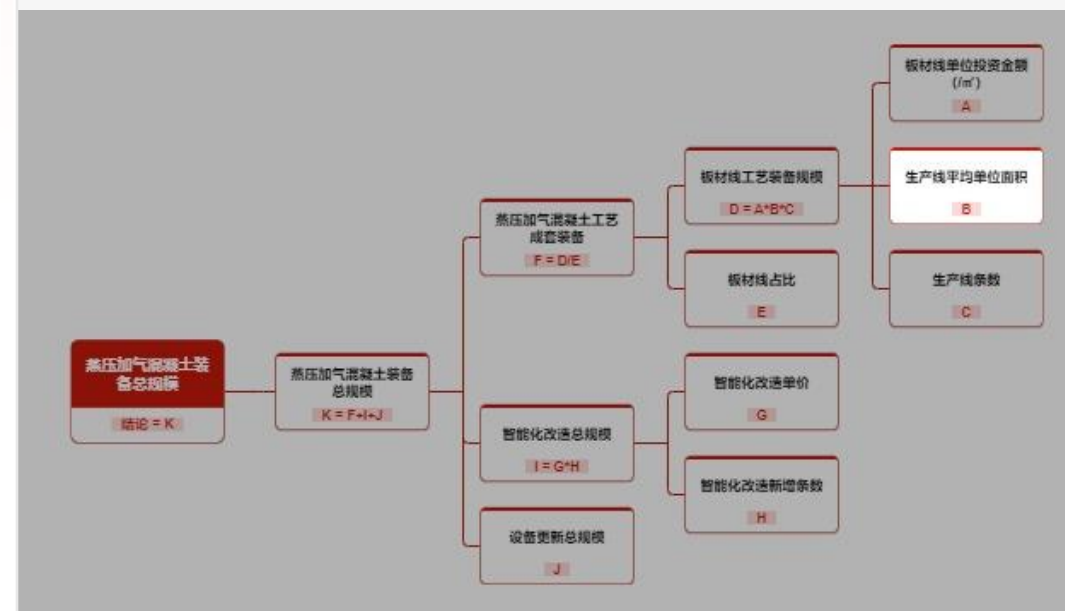 板材线单位投资金额
(/㎡)
A
板材线工艺装备规模
D = A*B*C
生产线平均单位面积
B
蒸压加气混凝土工艺
成套装备
F = D/E
板材线占比
E
生产线条数
C
蒸压加气混凝土装
备总规模
结论 = K
蒸压加气混凝土装备
总规模
K = F+I+J
智能化改造单价
G
智能化改造总规模
I = G*H
智能化改造新增条数
H
设备更新总规模
J